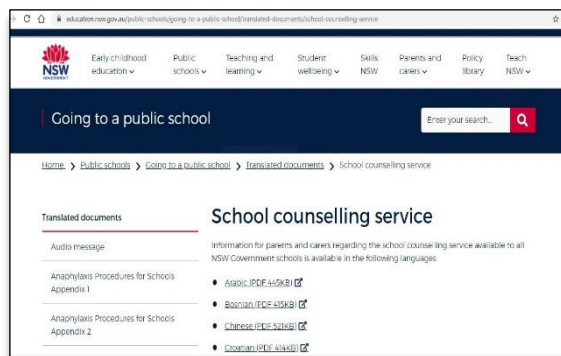 education.nsw.gov.au/public-schools/going-to-a-public-school/translated-documents/school-counselling-service
NSW
GOVERNMENT
Early childhood
education
Public
schools
Teaching and
learning
Student
wellbeing
Skills
NSW
Parents and
carers
Policy
library
Teach
NSW
Going to a public school
Enter your search...
Home > Public schools > Going to a public school > Translated documents > School counselling service
Translated documents
Audio message
Anaphylaxis Procedures for Schools
Appendix 1
Anaphylaxis Procedures for Schools
Appendix 2
School counselling service
Information for parents and carers regarding the school counselling service available to all
NSW Government schools is available in the following languages.
Arabic (PDF 445KB)
Bosnian (PDF 415KB)
Chinese (PDF 521KB)
Croatian (PDF 414KB)